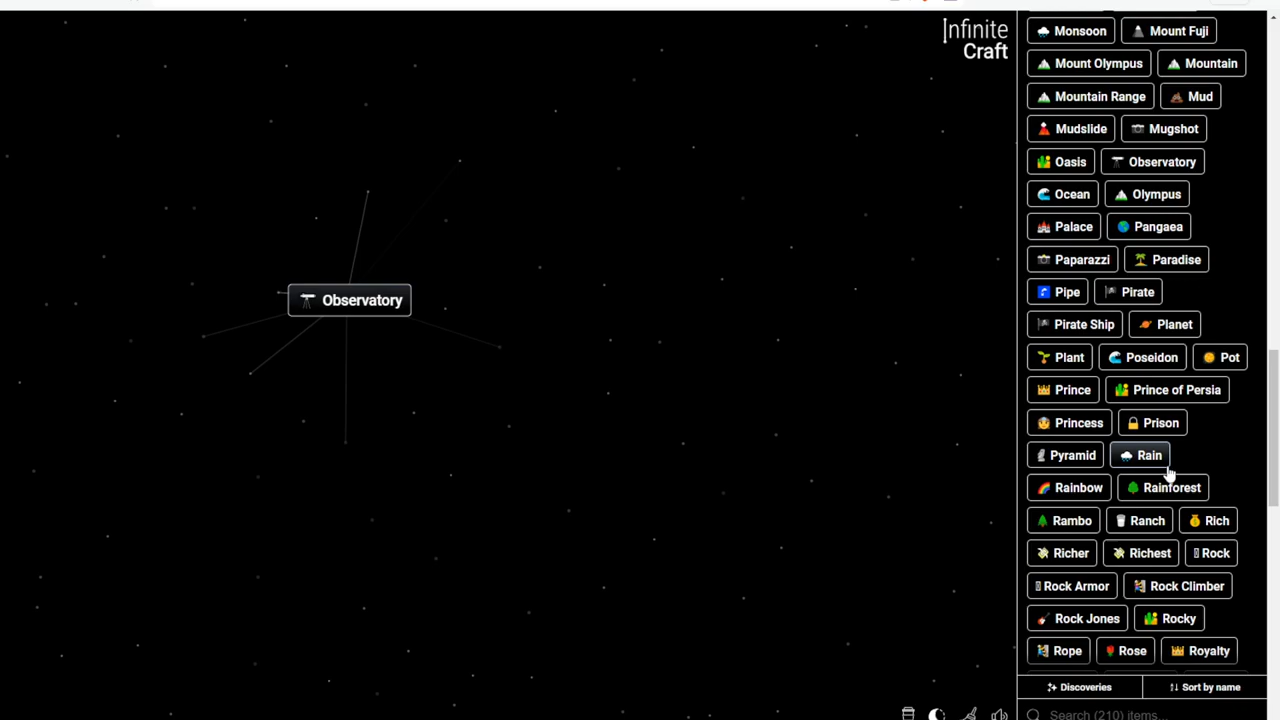 Infinite
Craft
Observatory
Monsoon Mount Fuji
Mount Olympus Mountain
Mountain Range Mud
Mudslide Mugshot
Oasis Observatory
Ocean Olympus
Palace Pangaea
Paparazzi Paradise
Pipe Pirate
Pirate Ship Planet
Plant Poseidon Pot
Prince Prince of Persia
Princess Prison
Pyramid Rain
Rainbow Rainforest
Rambo Ranch Rich
Richer Richest Rock
Rock Armor Rock Climber
Rock Jones Rocky
Rope Rose Royalty
Discoveries Sort by name
Search (210) items...